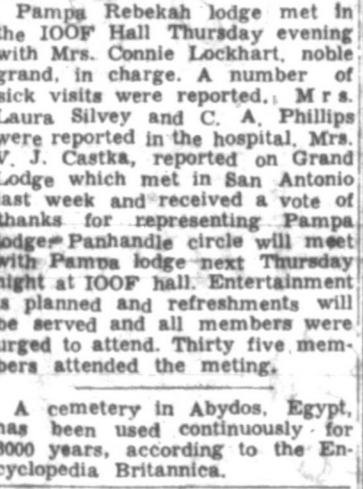 Pampa Rebekah lodge met in
the IOOF Hall Thursday evening
with Mrs. Connie Lockhart, noble
grand, in charge. A number of
sick visits were reported. Mrs.
Laura Silvey and C. A. Phillips
were reported in the hospital. Mrs.
V. J. Castka, reported on Grand
Lodge which met in San Antonio
last week and received a vote of
thanks for representing Pampa
lodge. Panhandle circle will meet
with Pampa lodge next Thursday
night at IOOF hall. Entertainment
is planned and refreshments will
be served and all members were
urged to attend. Thirty five mem-
bers attended the meting.
A cemetery in Abydos, Egypt,
has been used continuously for
3000 years, according to the En-
cyclopedia Britannica.